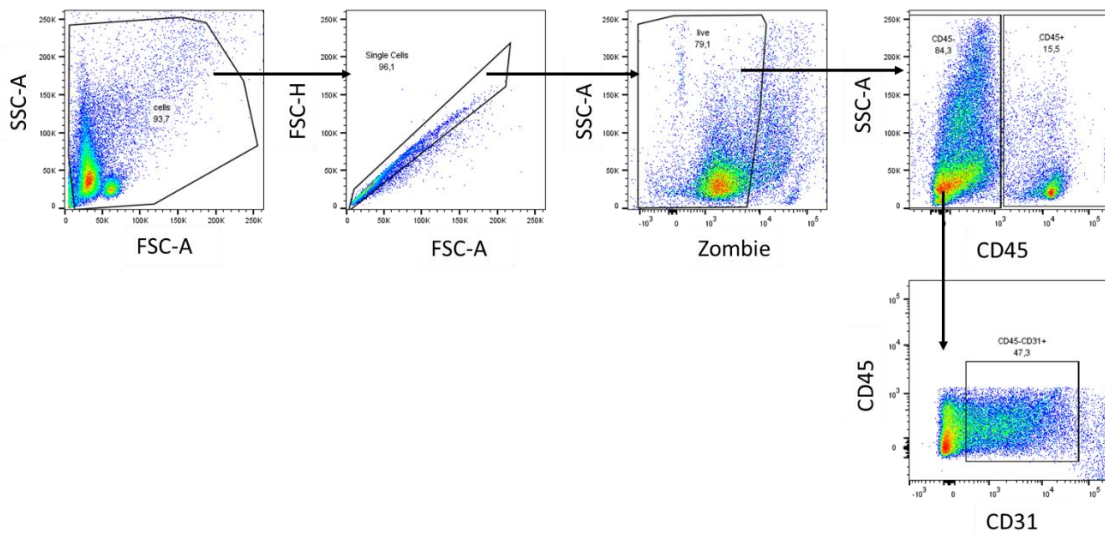 250K
200K
150K
100K
50K
0
SSC-A
cells
93,7
0
50K
100K
150K
200K
250K
FSC-A
250K
200K
150K
100K
50K
0
FSC-H
Single Cells
96,1
0
50K
100K
150K
200K
250K
FSC-A
250K
200K
150K
100K
50K
0
SSC-A
live
79,1
-10³
0
10³
10⁴
10⁵
Zombie
250K
200K
150K
100K
50K
0
SSC-A
CD45-
84,3
CD45+
15,5
0
10³
10⁴
10⁵
CD45
10⁵
10⁴
10³
0
CD45
CD45-CD31+
47,3
-10³
0
10³
10⁴
10⁵
CD31